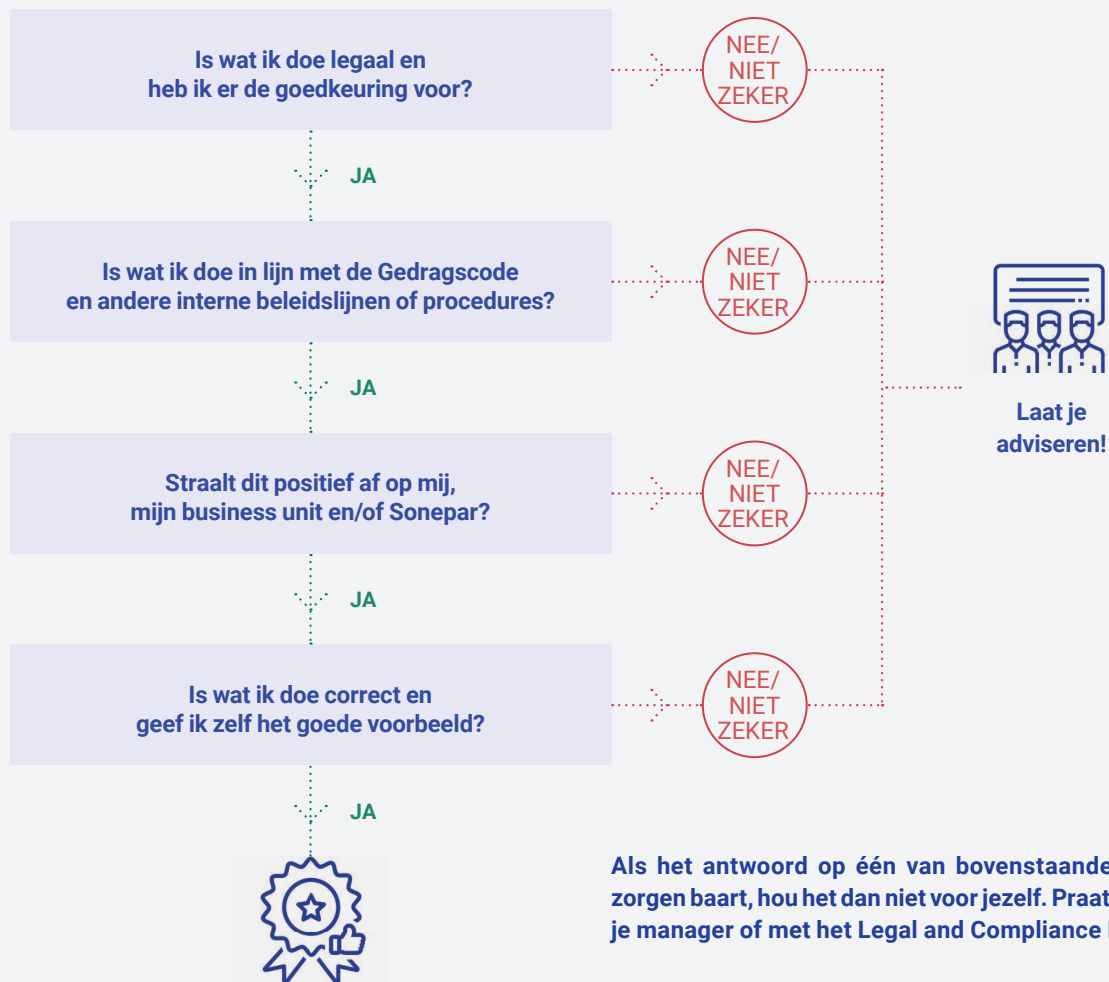 Is wat ik doe legaal en
heb ik er de goedkeuring voor?
NEE/
NIET
ZEKER
JA
Is wat ik doe in lijn met de Gedragscode
en andere interne beleidslijnen of procedures?
NEE/
NIET
ZEKER
Laat je
adviseren!
JA
Straalt dit positief af op mij,
mijn business unit en/of Sonepar?
NEE/
NIET
ZEKER
JA
Is wat ik doe correct en
geef ik zelf het goede voorbeeld?
NEE/
NIET
ZEKER
JA
Als het antwoord op één van bovenstaande
zorgen baart, hou het dan niet voor jezelf. Praat
je manager of met het Legal and Compliance